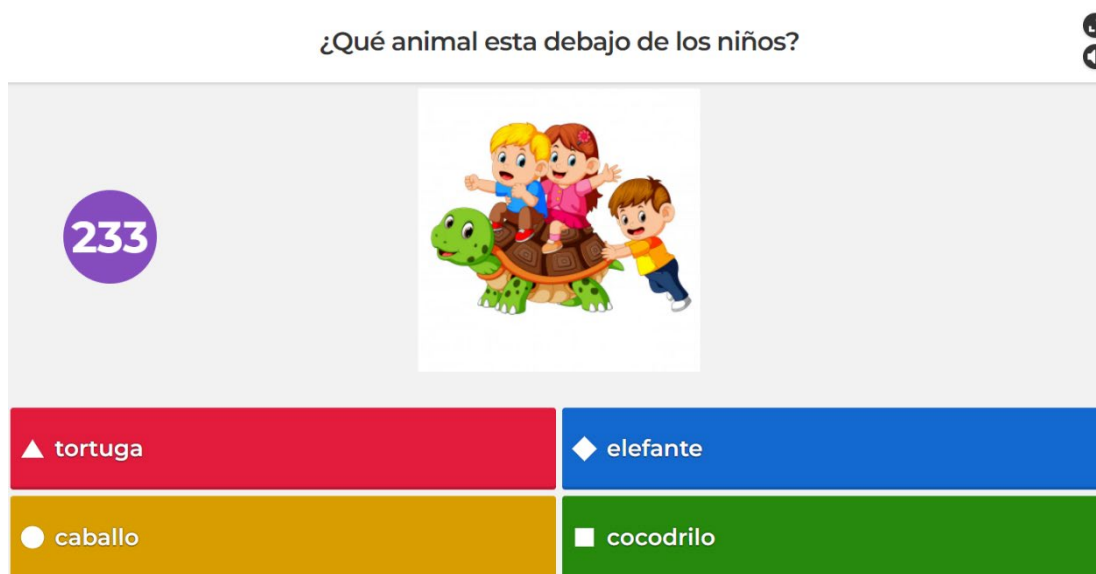 ¿Qué animal esta debajo de los niños?
233
tortuga
elefante
caballo
cocodrilo